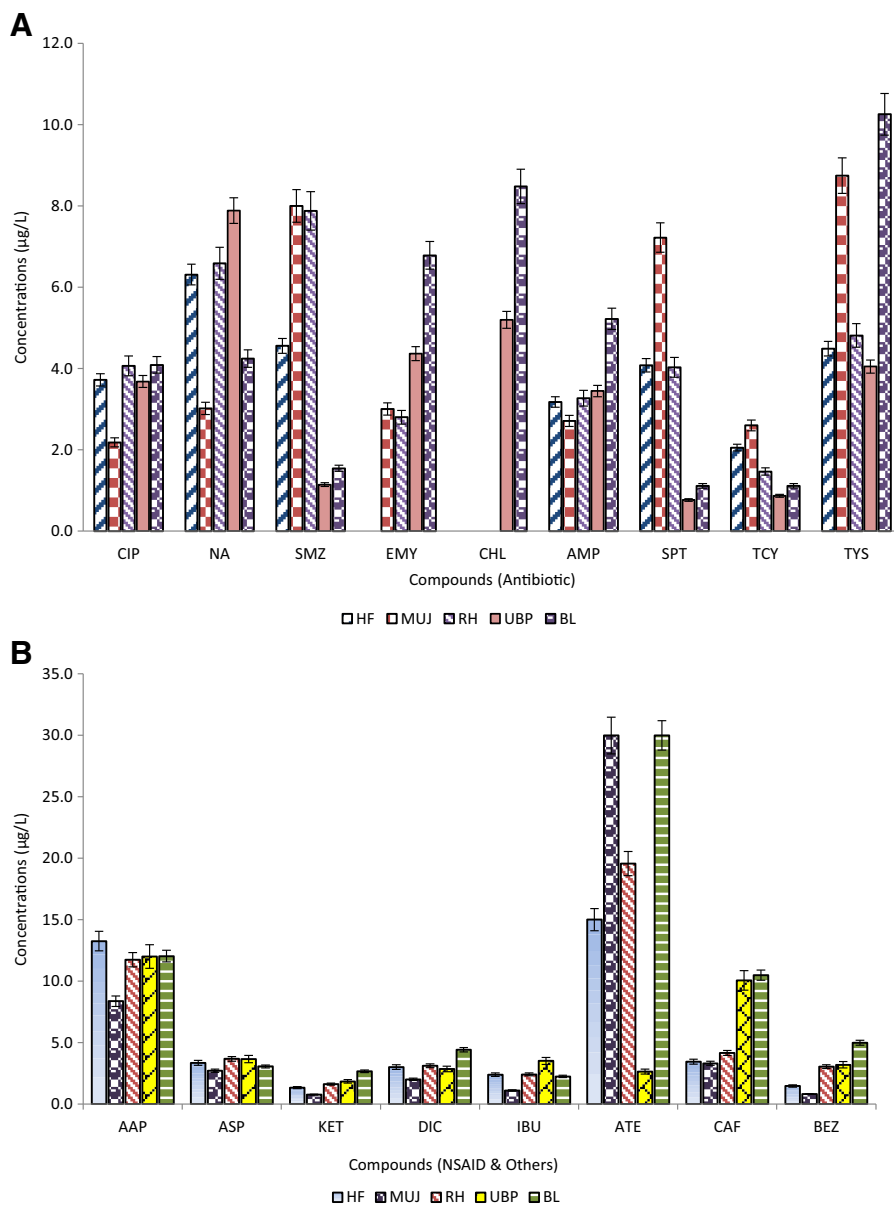 A
12.0
10.0
8.0
6.0
4.0
2.0
0.0
Concentrations (µg/L)
CIP NA SMZ EMY CHL AMP SPT TCY TYS
Compounds (Antibiotic)
HF MUJ RH UBP BL
B
35.0
30.0
25.0
20.0
15.0
10.0
5.0
0.0
Concentrations (µg/L)
AAP ASP KET DIC IBU ATE CAF BEZ
Compounds (NSAID & Others)
HF MUJ RH UBP BL